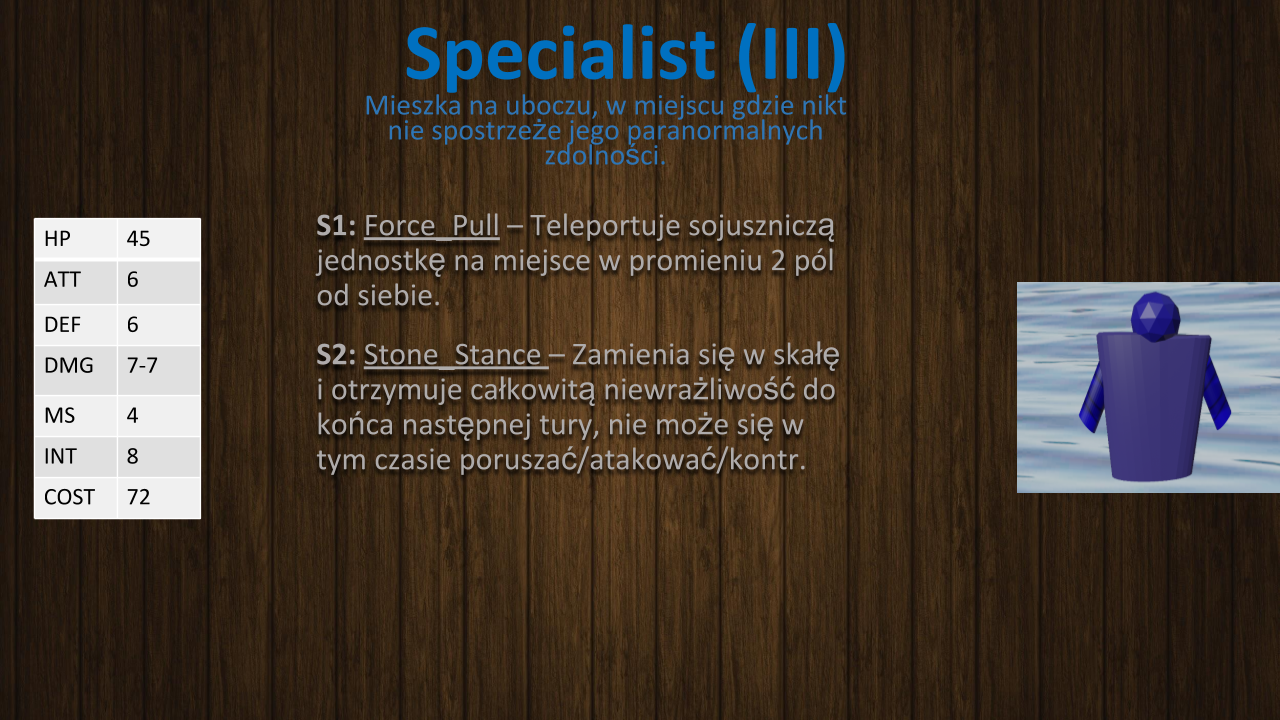 Specialist (III)
Mieszka na uboczu, w miejscu gdzie nikt
nie spostrzeże jego paranormalnych
zdolności.
HP 45
ATT 6
DEF 6
DMG 7-7
MS 4
INT 8
COST 72
S1: Force_Pull – Teleportuje sojuszniczą
jednostkę na miejsce w promieniu 2 pól
od siebie.
S2: Stone_Stance – Zamienia się w skałę
i otrzymuje całkowitą niewrażliwość do
końca następnej tury, nie może się w
tym czasie poruszać/atakować/kontr.